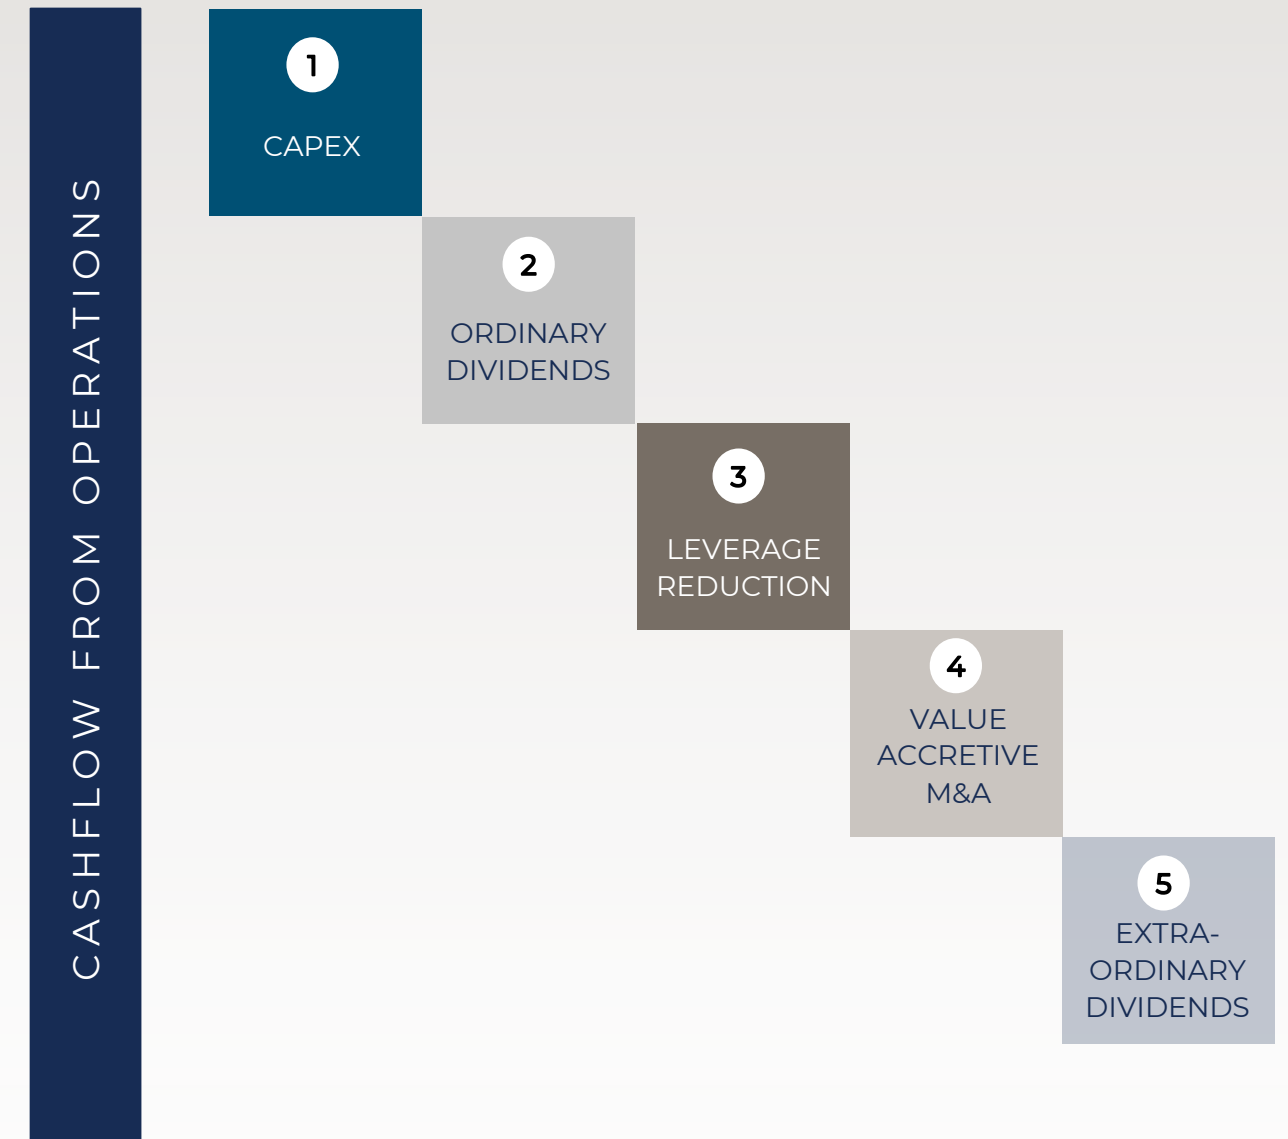 CASHFLOW FROM OPERATIONS
1
CAPEX
2
ORDINARY
DIVIDENDS
3
LEVERAGE
REDUCTION
4
VALUE
ACCRETIVE
M&A
5
EXTRA-
ORDINARY
DIVIDENDS